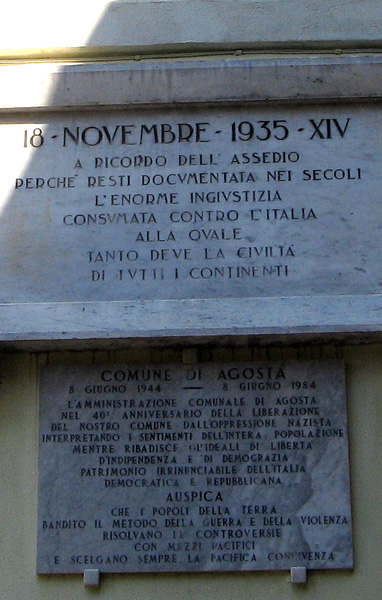 18 - NOVEMBRE - 1935 - XIV
A RICORDO DELL' ASSEDIO
PERCHE' RESTI DOCVMENTATA NEI SECOLI
L'ENORME INGIVSTIZIA
CONSVMATA CONTRO L'ITALIA
ALLA QVALE
TANTO DEVE LA CIVILTÀ
DI TVTTI I CONTINENTI
COMUNE DI AGOSTA
8 GIUGNO 1944 — 8 GIUGNO 1984
L'AMMINISTRAZIONE COMUNALE DI AGOSTA
NEL 40° ANNIVERSARIO DELLA LIBERAZIONE
DEL NOSTRO COMUNE DALL'OPPRESSIONE NAZISTA
INTERPRETANDO I SENTIMENTI DELL'INTERA POPOLAZIONE
MENTRE RIBADISCE GL'IDEALI DI LIBERTÀ
D'INDIPENDENZA E DI DEMOCRAZIA
PATRIMONIO IRRINUNCIABILE DELL'ITALIA
DEMOCRATICA E REPUBBLICANA
AUSPICA
CHE I POPOLI DELLA TERRA
BANDITO IL METODO DELLA GUERRA E DELLA VIOLENZA
RISOLVANO LE CONTROVERSIE
CON MEZZI PACIFICI
E SCELGANO SEMPRE LA PACIFICA CONVIVENZA